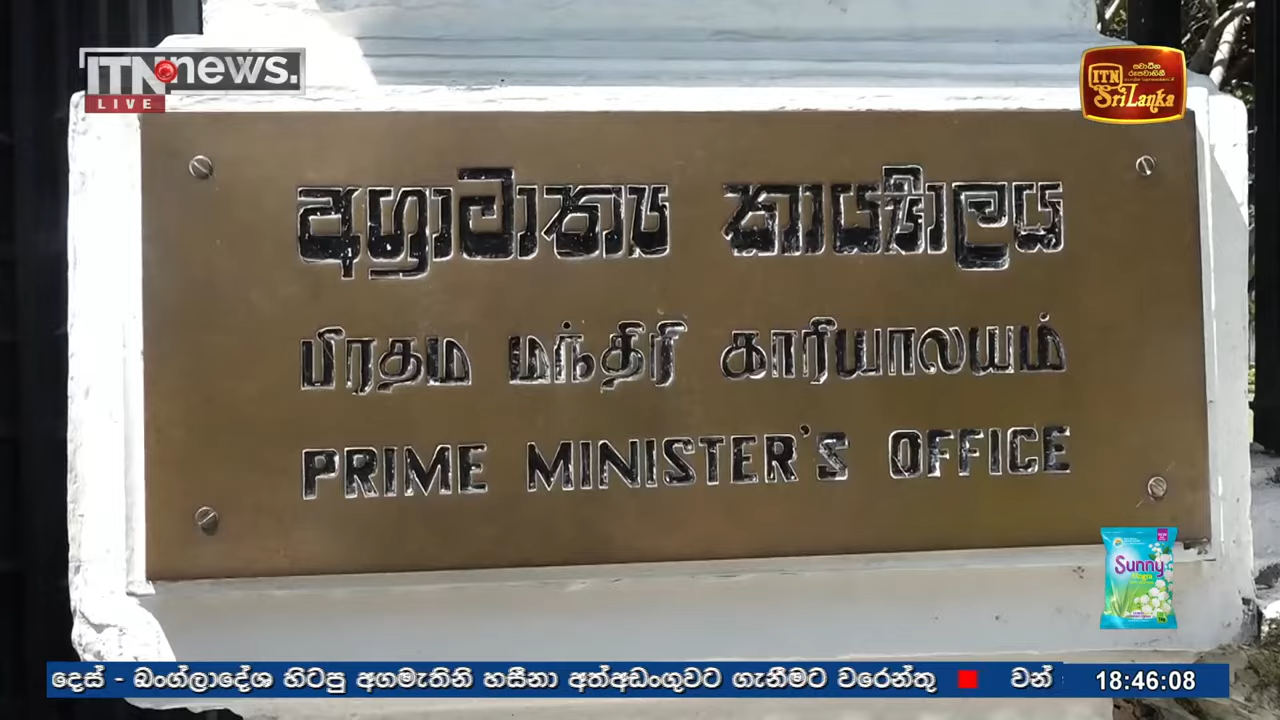 ITN news.
LIVE
ස්වාධීන
රූපවාහිනී
ITN
Sri Lanka
අග්‍රාමාත්‍ය කාර්යාලය
பிரதம மந்திரி காரியாலயம்
PRIME MINISTER'S OFFICE
Sunny
දෙස් - බංග්ලාදේශ හිටපු අගමැතිනි හසීනා අත්අඩංගුවට ගැනීමට වරෙන්තු ■ වන්
18:46:08